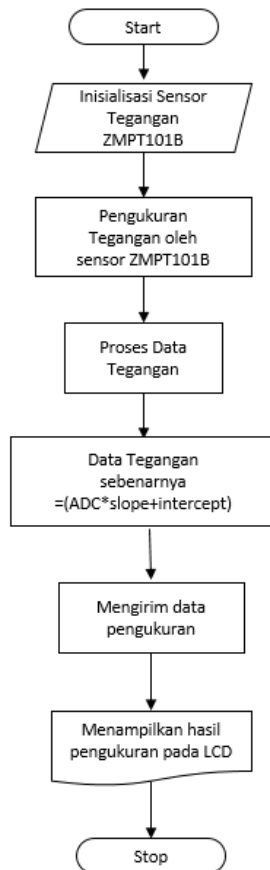 Start
Inisialisasi Sensor
Tegangan
ZMPT101B
Pengukuran
Tegangan oleh
sensor ZMPT101B
Proses Data
Tegangan
Data Tegangan
sebenarnya
=(ADC*slope+intercept)
Mengirim data
pengukuran
Menampilkan hasil
pengukuran pada LCD
Stop